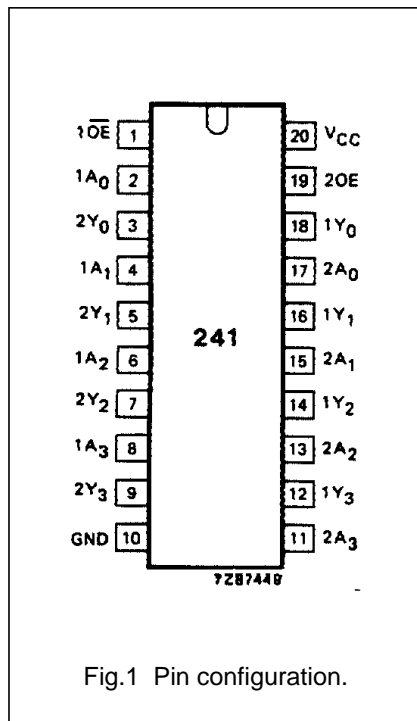 1O̅E̅ 1
1A₀ 2
2Y₀ 3
1A₁ 4
2Y₁ 5
1A₂ 6
2Y₂ 7
1A₃ 8
2Y₃ 9
GND 10
241
20 VCC
19 2OE
18 1Y₀
17 2A₀
16 1Y₁
15 2A₁
14 1Y₂
13 2A₂
12 1Y₃
11 2A₃
7Z87448
Fig.1 Pin configuration.